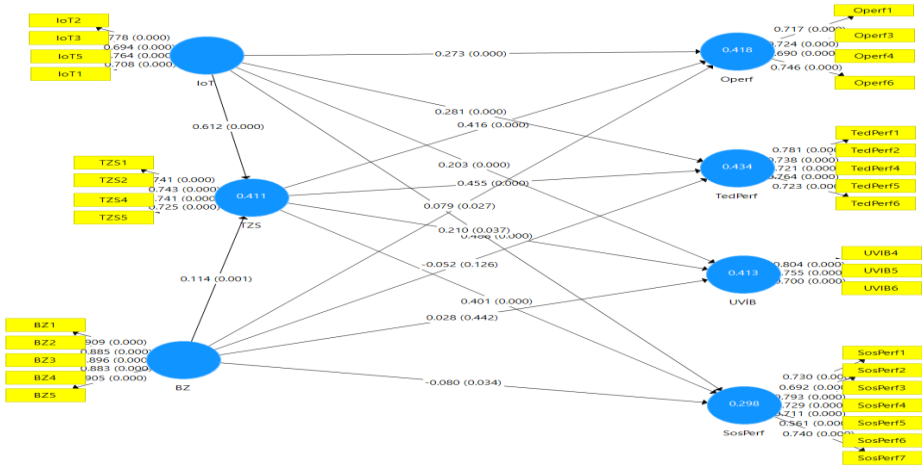 IoT2
IoT3
IoT5
IoT1
778 (0.000)
0.694 (0.000)
.764 (0.000)
0.708 (0.000)
IoT
TZS1
TZS2
TZS4
TZS5
741 (0.000)
0.743 (0.000)
.741 (0.000)
0.725 (0.000)
0.411
TZS
BZ1
BZ2
BZ3
BZ4
BZ5
909 (0.000)
0.885 (0.000)
.896 (0.000)
0.883 (0.000)
905 (0.000)
BZ
0.612 (0.000)
0.114 (0.001)
0.273 (0.000)
0.281 (0.000)
0.416 (0.000)
0.203 (0.000)
0.455 (0.000)
0.079 (0.027)
0.210 (0.037)
-0.052 (0.126)
0.401 (0.000)
0.028 (0.442)
-0.080 (0.034)
0.418
Operf
0.717 (0.000)
0.724 (0.000)
0.690 (0.000)
0.746 (0.000)
Operf1
Operf3
Operf4
Operf6
0.434
TedPerf
0.781 (0.000)
0.738 (0.000)
0.721 (0.000)
0.764 (0.000)
0.723 (0.000)
TedPerf1
TedPerf2
TedPerf4
TedPerf5
TedPerf6
0.413
UVIB
0.804 (0.000)
.755 (0.000)
0.700 (0.000)
UVIB4
UVIB5
UVIB6
0.298
SosPerf
0.730 (0.000)
0.692 (0.000)
0.793 (0.000)
.729 (0.000)
0.711 (0.000)
0.561 (0.000)
0.740 (0.000)
SosPerf1
SosPerf2
SosPerf3
SosPerf4
SosPerf5
SosPerf6
SosPerf7